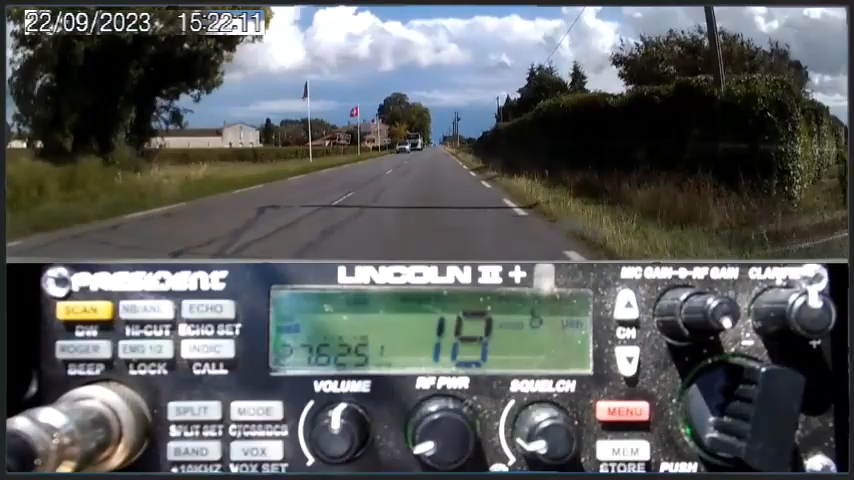 22/09/2023 15:22:11
PRESIDENT LINCOLN II + MIC GAIN RF GAIN CLARIFIER
SCAN NB/ANL ECHO
DW HI-CUT ECHO SET
ROGER EMG 1/2 INDIC
BEEP LOCK CALL
CH
27.6251 18
VOLUME RF PWR SQUELCH
SPLIT MODE MENU
SPLIT SET CTCSS/DCS
BAND VOX MEM
+10KHZ VOX SET STORE PUSH